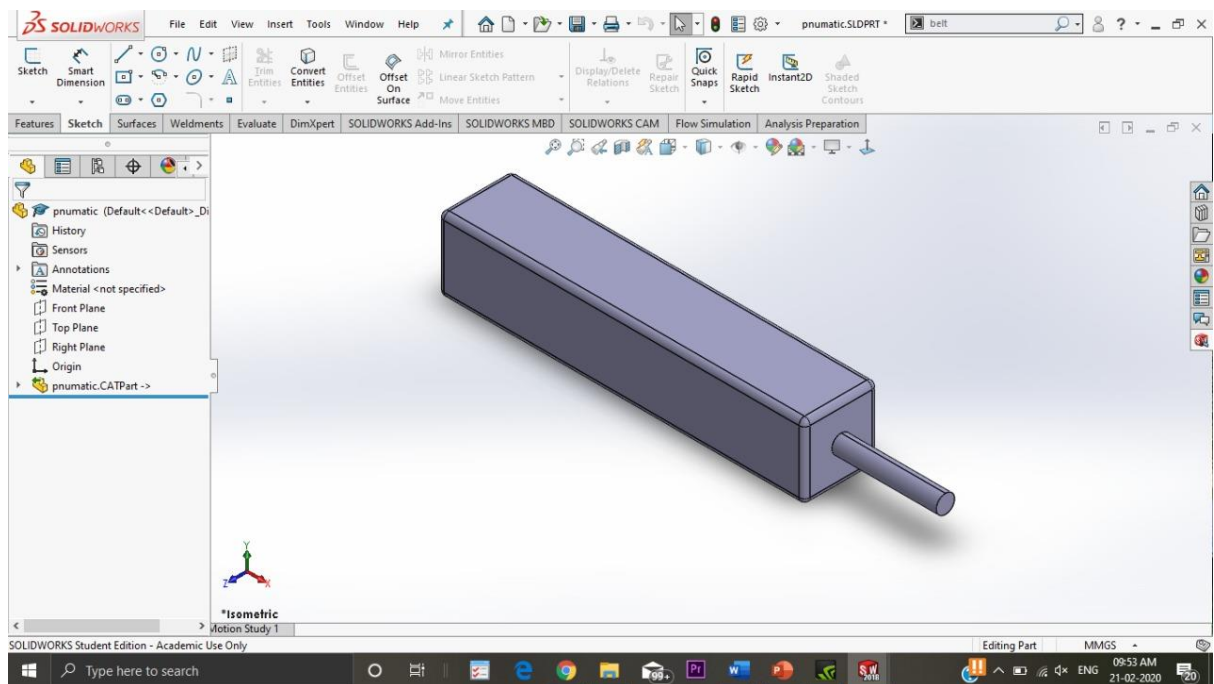 SOLIDWORKS File Edit View Insert Tools Window Help pnumatic.SLDPRT * belt
Sketch Smart Dimension Trim Entities Convert Entities Offset Entities Offset On Surface Mirror Entities Display/Delete Relations Repair Sketch Quick Snaps Rapid Sketch Instant2D Shaded Sketch Contours
Linear Sketch Pattern
Move Entities
Features Sketch Surfaces Weldments Evaluate DimXpert SOLIDWORKS Add-Ins SOLIDWORKS MBD SOLIDWORKS CAM Flow Simulation Analysis Preparation
pnumatic (Default<<Default>_Di
History
Sensors
Annotations
Material <not specified>
Front Plane
Top Plane
Right Plane
Origin
pnumatic.CATPart ->
Y
Z X
*Isometric
Motion Study 1
SOLIDWORKS Student Edition - Academic Use Only Editing Part MMGS
Type here to search 99+ Pr W P SW 2018 ENG 09:53 AM 20
21-02-2020